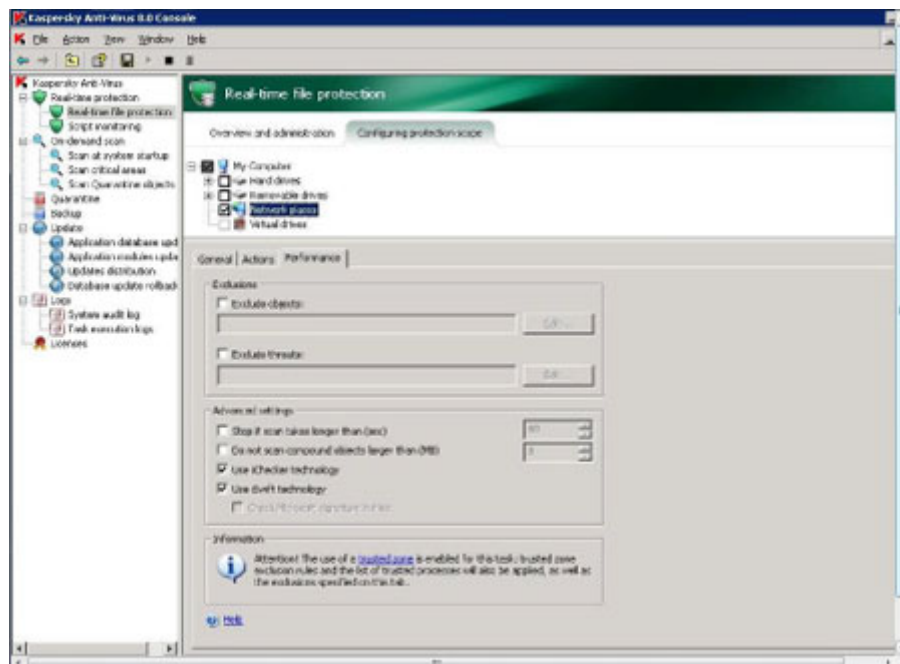 Kaspersky Anti-Virus 8.0 Console
File Action View Window Help
Kaspersky Anti-Virus
Real-time protection
Real-time file protection
Script monitoring
On-demand scan
Scan at system startup
Scan critical areas
Scan Quarantine objects
Quarantine
Backup
Update
Application database upd
Application modules upda
Updates distribution
Database update rollback
Logs
System audit log
Task execution logs
Licenses
Real-time file protection
Overview and administration
Configuring protection scope
My Computer
Hard drives
Removable drives
Network places
Virtual drives
General
Actions
Performance
Exclusions
Exclude objects:
Edit...
Exclude threats:
Edit...
Advanced settings
Stop if scan takes longer than (sec)
60
Do not scan compound objects larger than (MB)
8
Use iChecker technology
Use iSwift technology
Check Microsoft signature in files
Information
Attention! The use of a trusted zone is enabled for this task; trusted zone
exclusion rules and the list of trusted processes will also be applied, as well as
the exclusions specified on this tab.
Help